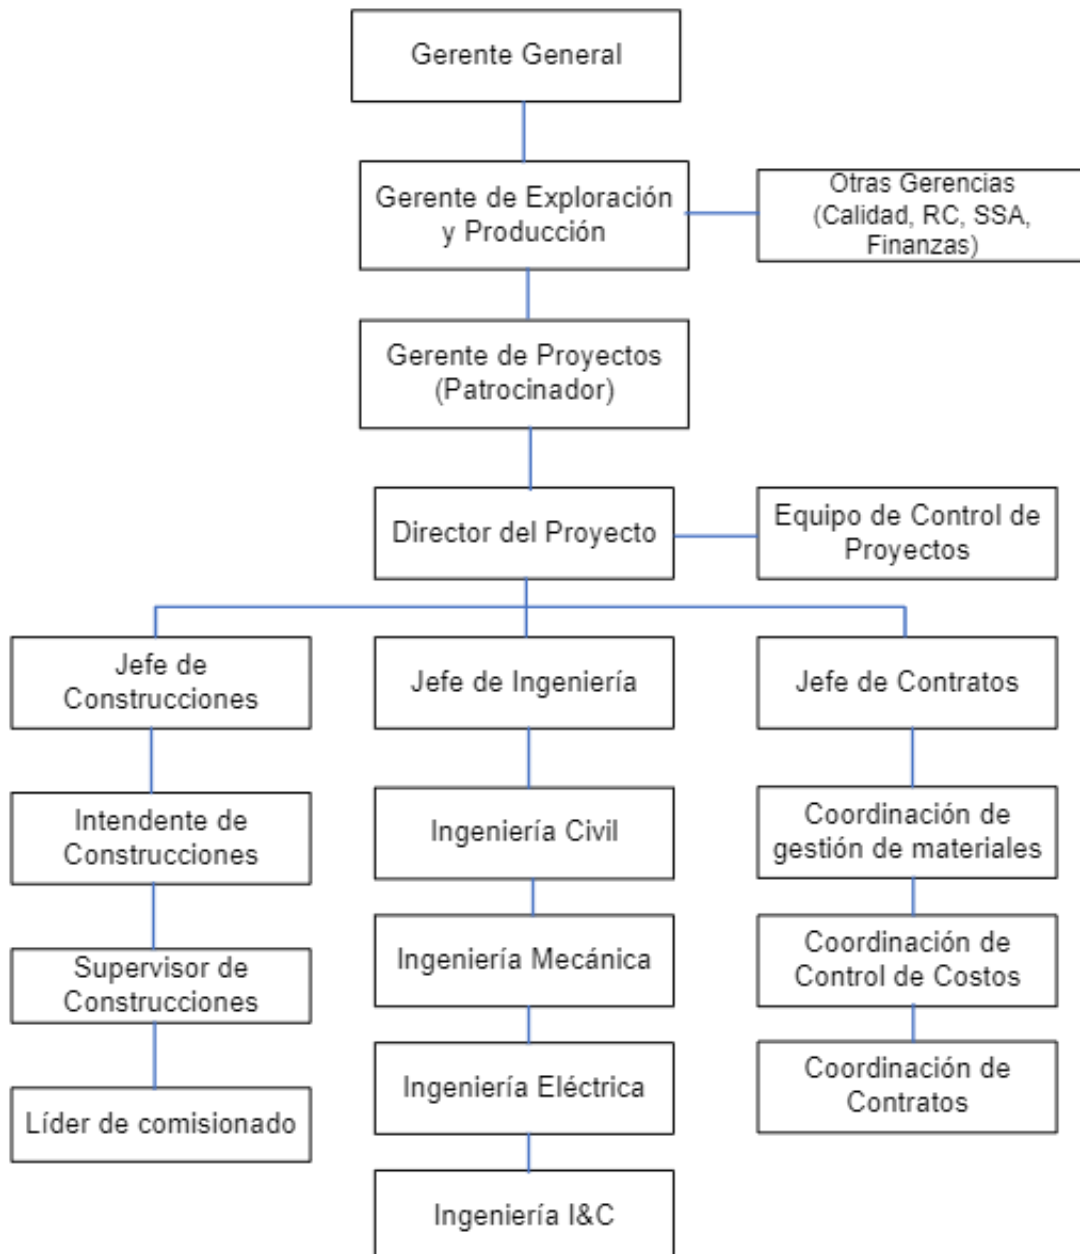 Gerente General
Gerente de Exploración
y Producción
Otras Gerencias
(Calidad, RC, SSA,
Finanzas)
Gerente de Proyectos
(Patrocinador)
Director del Proyecto
Equipo de Control de
Proyectos
Jefe de
Construcciones
Jefe de Ingeniería
Jefe de Contratos
Intendente de
Construcciones
Ingeniería Civil
Coordinación de
gestión de materiales
Supervisor de
Construcciones
Ingeniería Mecánica
Coordinación de
Control de Costos
Líder de comisionado
Ingeniería Eléctrica
Coordinación de
Contratos
Ingeniería I&C